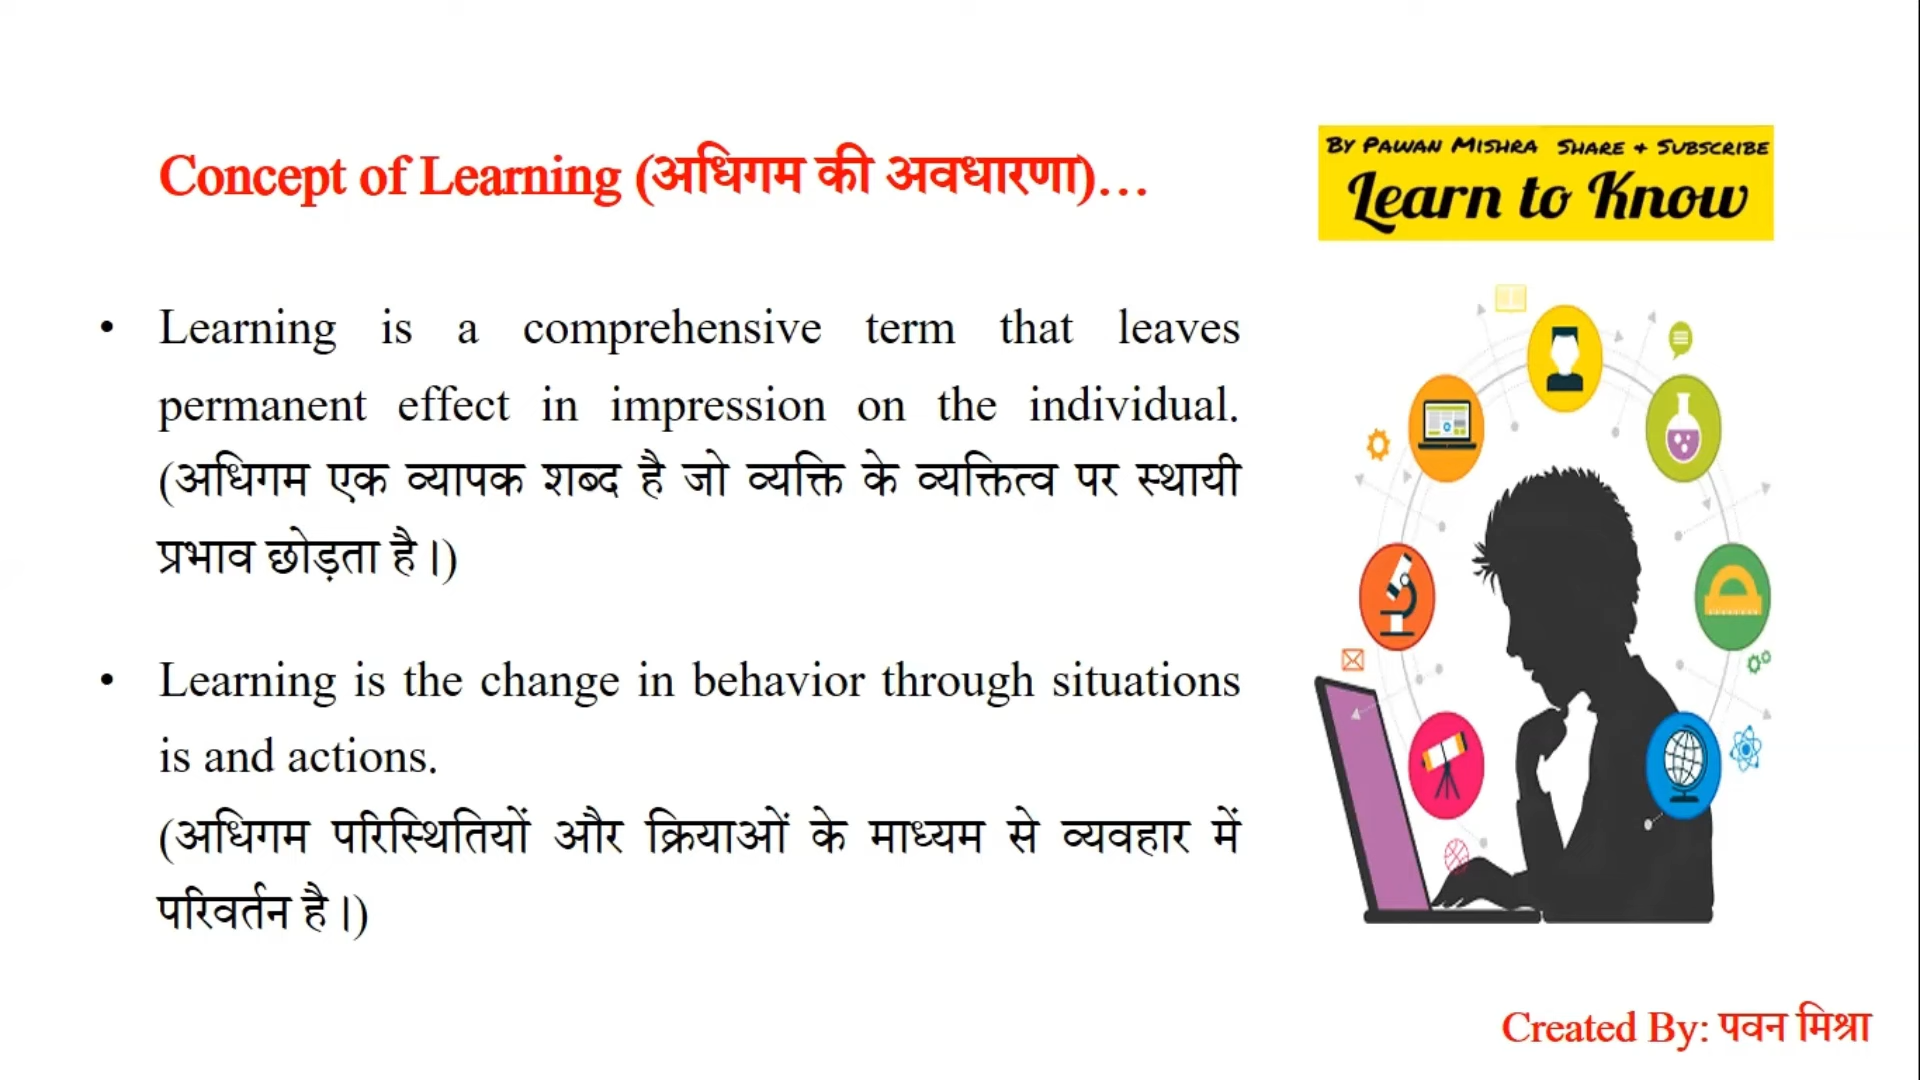 Concept of Learning (अधिगम की अवधारणा)...
By Pawan Mishra Share + Subscribe
Learn to Know
• Learning is a comprehensive term that leaves
permanent effect in impression on the individual.
(अधिगम एक व्यापक शब्द है जो व्यक्ति के व्यक्तित्व पर स्थायी
प्रभाव छोड़ता है।)
• Learning is the change in behavior through situations
is and actions.
(अधिगम परिस्थितियों और क्रियाओं के माध्यम से व्यवहार में
परिवर्तन है।)
Created By: पवन मिश्रा